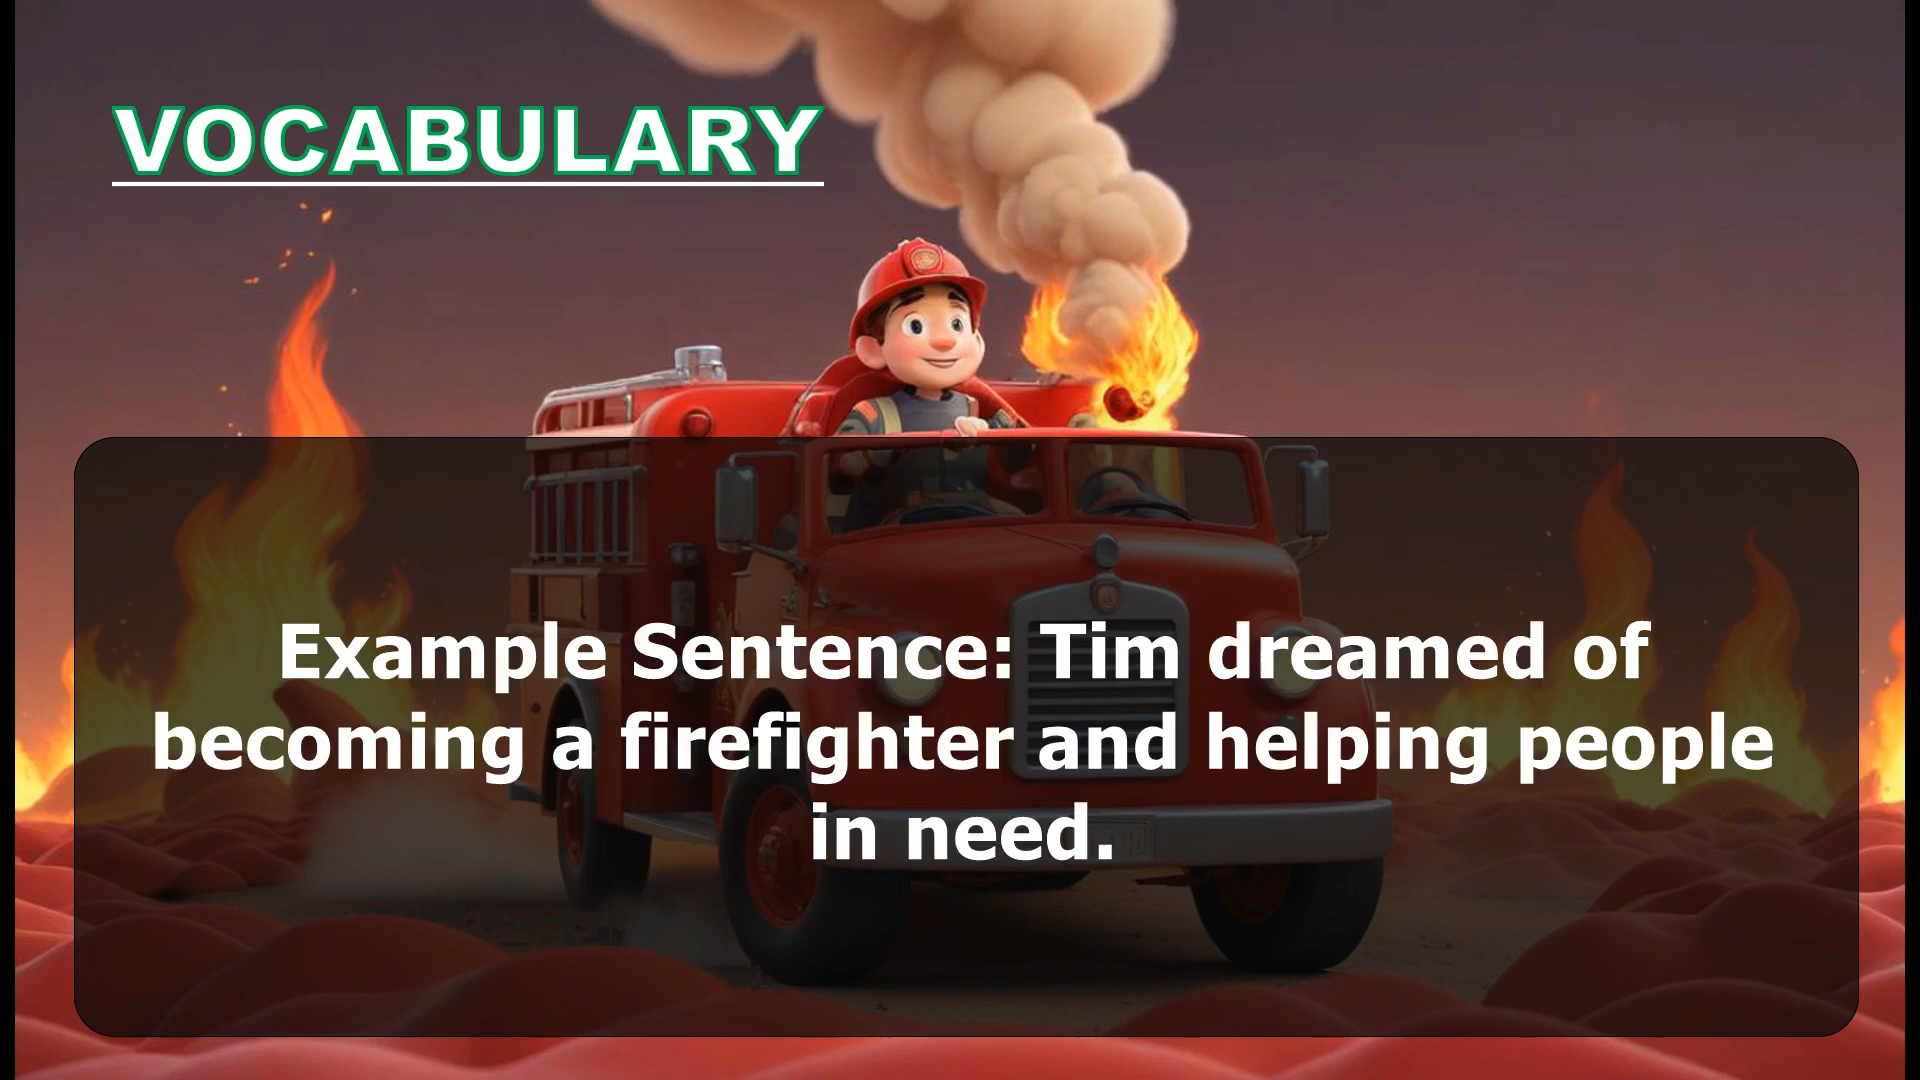 VOCABULARY
Example Sentence: Tim dreamed of
becoming a firefighter and helping people
in need.